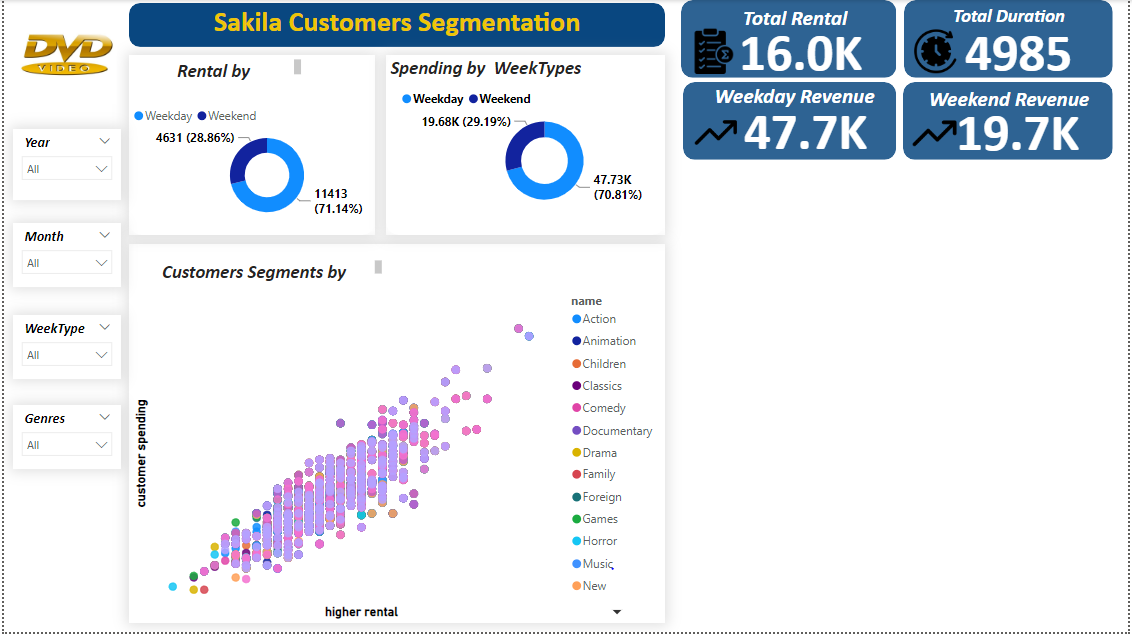 Sakila Customers Segmentation
DVD
VIDEO
Total Rental
16.0K
Total Duration
4985
Weekday Revenue
47.7K
Weekend Revenue
19.7K
Rental by
Weekday Weekend
4631 (28.86%)
11413
(71.14%)
Spending by WeekTypes
Weekday Weekend
19.68K (29.19%)
47.73K
(70.81%)
Year
All
Month
All
WeekType
All
Genres
All
Customers Segments by
customer spending
higher rental
name
Action
Animation
Children
Classics
Comedy
Documentary
Drama
Family
Foreign
Games
Horror
Music
New